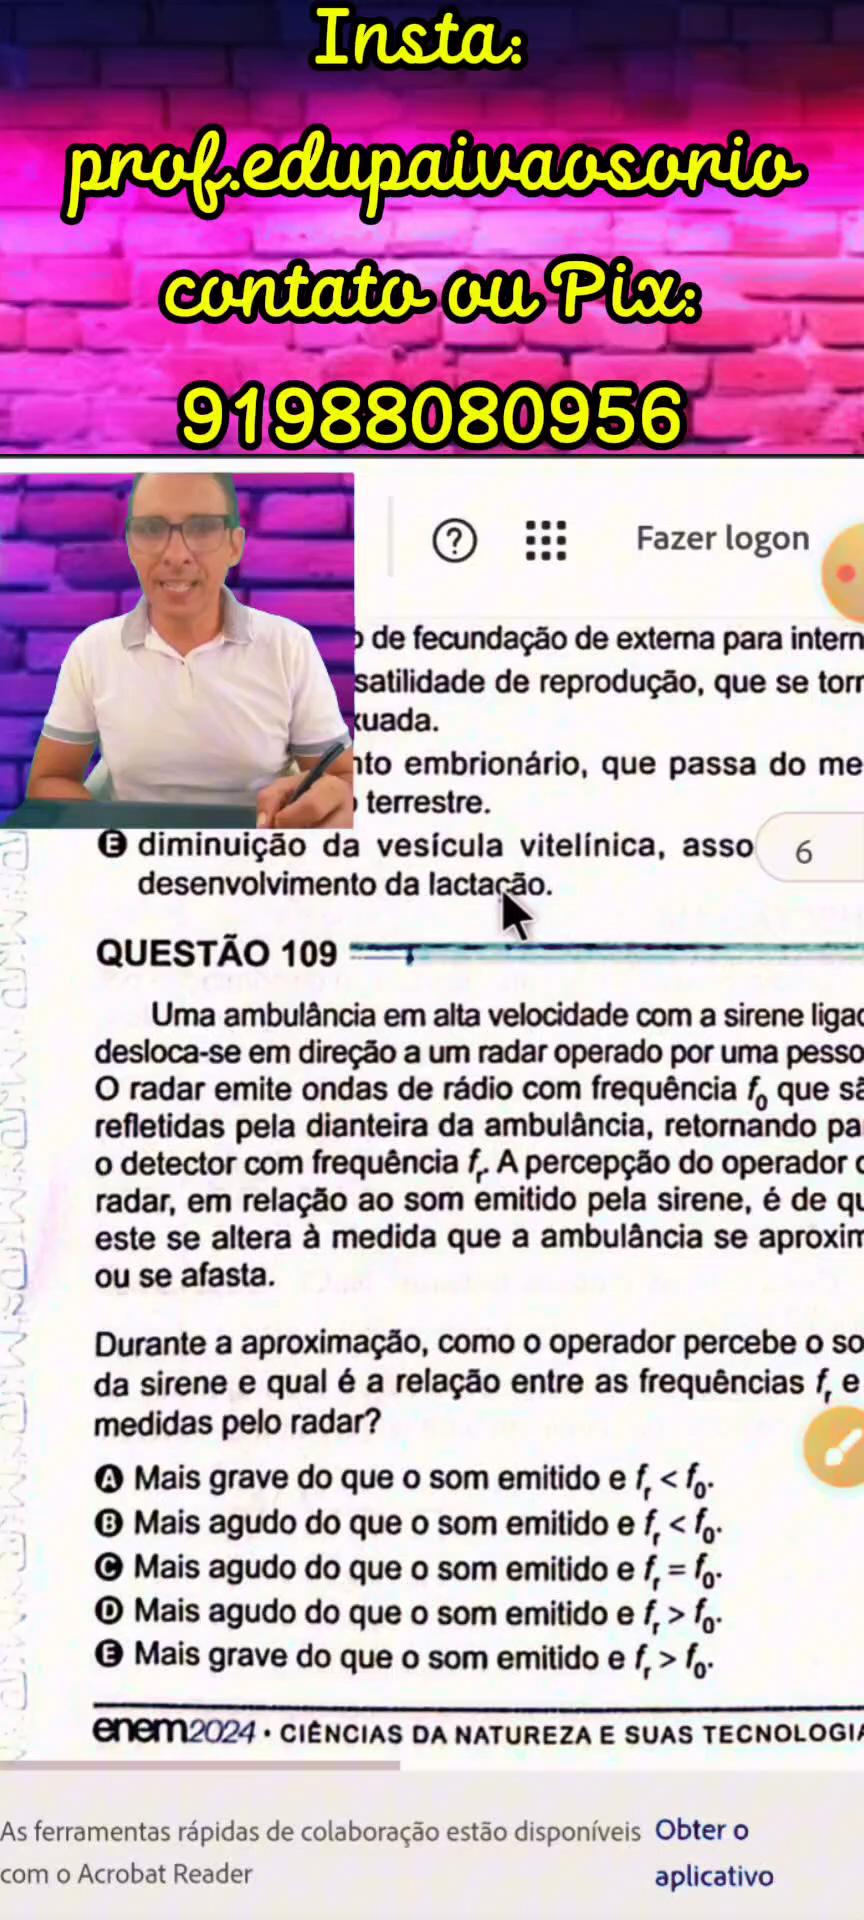 Insta:
prof.edupaivaosorio
contato ou Pix:
91988080956
?
Fazer logon
de fecundação de externa para intern
satilidade de reprodução, que se torn
xuada.
nto embrionário, que passa do me
terrestre.
E diminuição da vesícula vitelínica, asso
6
desenvolvimento da lactação.
QUESTÃO 109
Uma ambulância em alta velocidade com a sirene ligad
desloca-se em direção a um radar operado por uma pesso
O radar emite ondas de rádio com frequência f₀ que sã
refletidas pela dianteira da ambulância, retornando pa
o detector com frequência fᵣ. A percepção do operador d
radar, em relação ao som emitido pela sirene, é de qu
este se altera à medida que a ambulância se aproxim
ou se afasta.
Durante a aproximação, como o operador percebe o so
da sirene e qual é a relação entre as frequências fᵣ e
medidas pelo radar?
A Mais grave do que o som emitido e fᵣ < f₀.
B Mais agudo do que o som emitido e fᵣ < f₀.
C Mais agudo do que o som emitido e fᵣ = f₀.
D Mais agudo do que o som emitido e fᵣ > f₀.
E Mais grave do que o som emitido e fᵣ > f₀.
enem2024 • CIÊNCIAS DA NATUREZA E SUAS TECNOLOGIA
As ferramentas rápidas de colaboração estão disponíveis
com o Acrobat Reader
Obter o
aplicativo